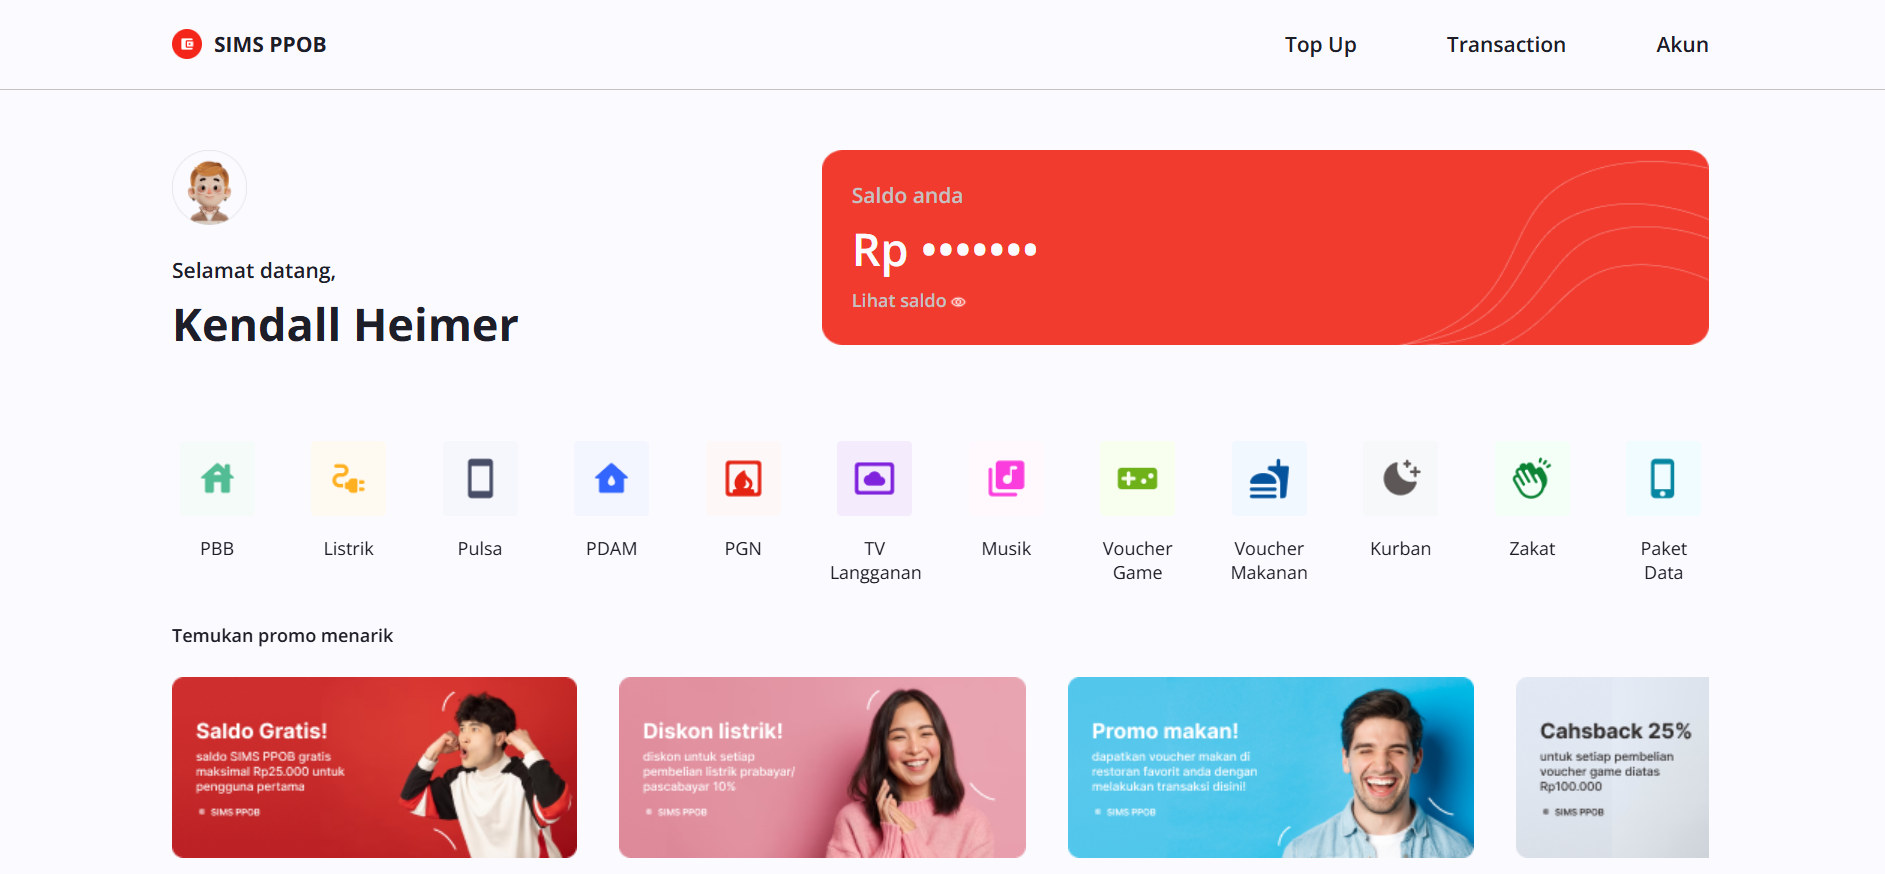 SIMS PPOB
Top Up
Transaction
Akun
Selamat datang,
Kendall Heimer
Saldo anda
Rp •••••••
Lihat saldo
PBB
Listrik
Pulsa
PDAM
PGN
TV
Langganan
Musik
Voucher
Game
Voucher
Makanan
Kurban
Zakat
Paket
Data
Temukan promo menarik
Saldo Gratis!
saldo SIMS PPOB gratis
maksimal Rp25.000 untuk
pengguna pertama
SIMS PPOB
Diskon listrik!
diskon untuk setiap
pembelian listrik prabayar/
pascabayar 10%
SIMS PPOB
Promo makan!
dapatkan voucher makan di
restoran favorit anda dengan
melakukan transaksi disini!
SIMS PPOB
Cahsback 25%
untuk setiap pembelian
voucher game diatas
Rp100.000
SIMS PPOB